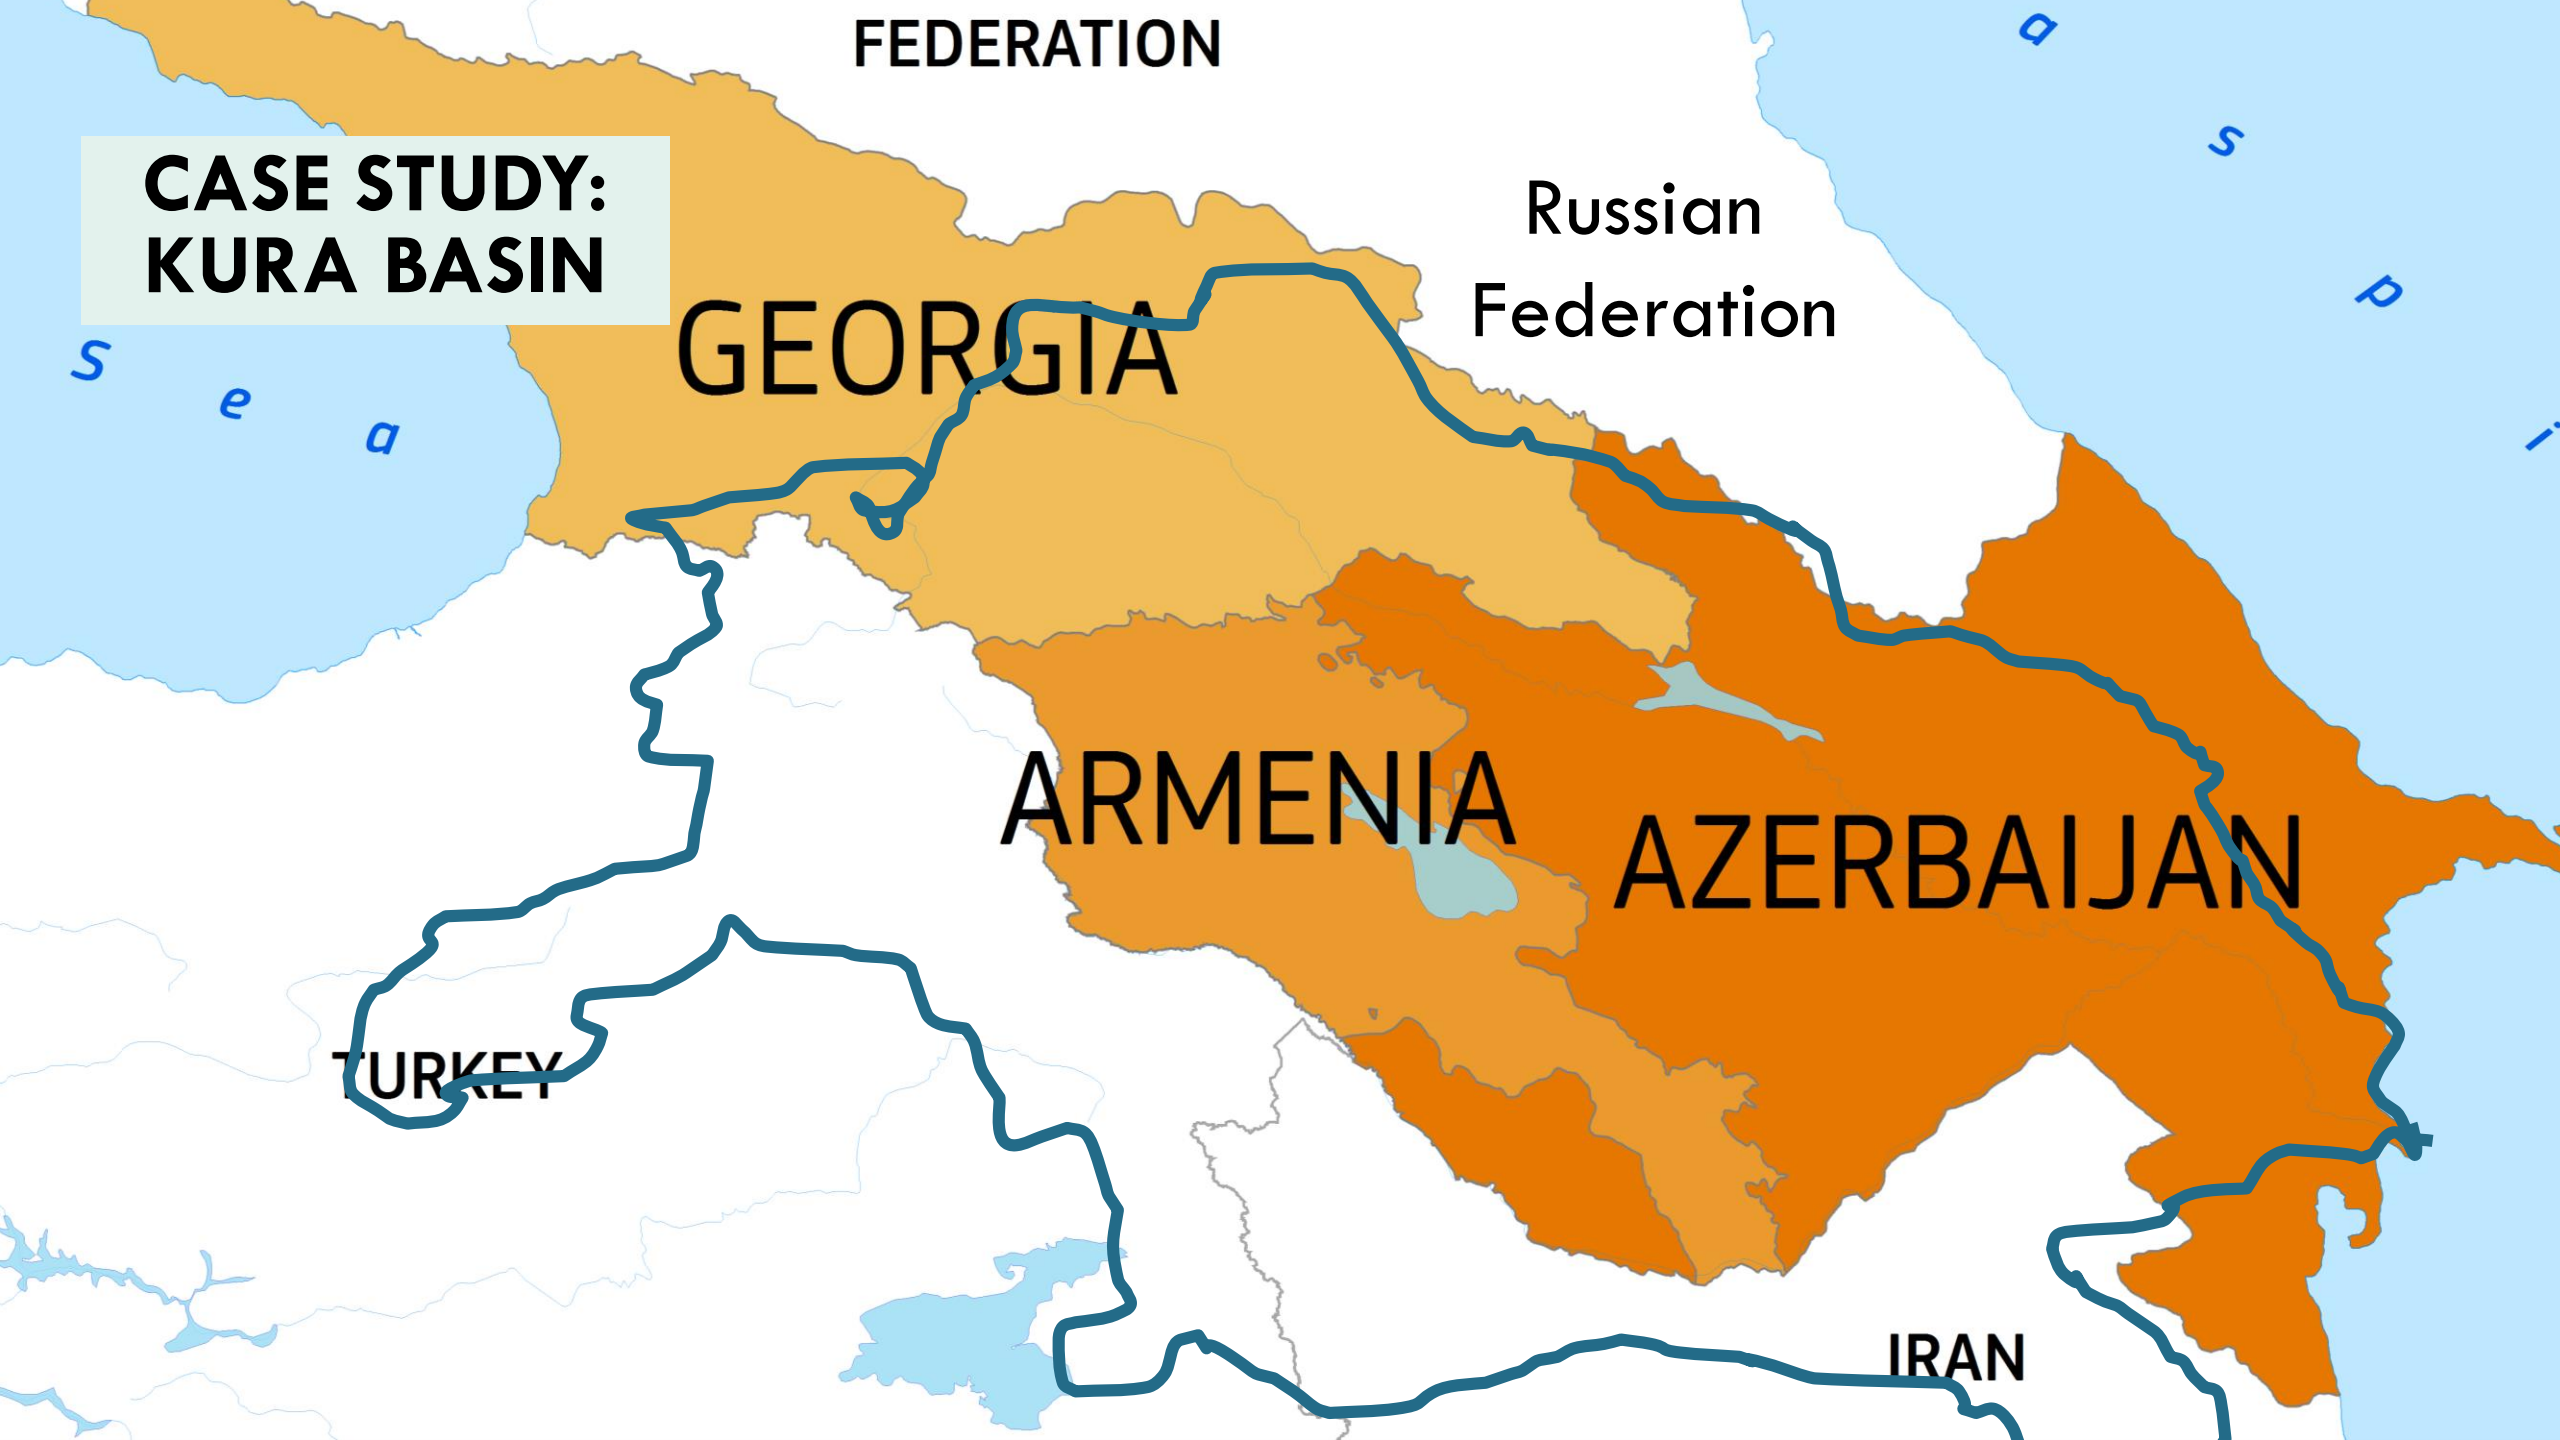 FEDERATION
CASE STUDY:
KURA BASIN
Russian
Federation
GEORGIA
S e a
a s p i
ARMENIA
AZERBAIJAN
TURKEY
IRAN